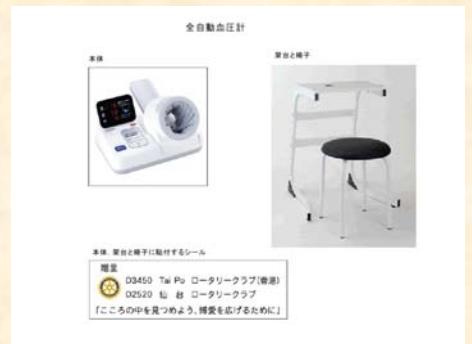 全自動血圧計
本体
架台と椅子
本体、架台と椅子に貼付するシール
贈呈
D3450 Tai Po ロータリークラブ(香港)
D2520 仙台 ロータリークラブ
「こころの中を見つめよう、博愛を広げるために」